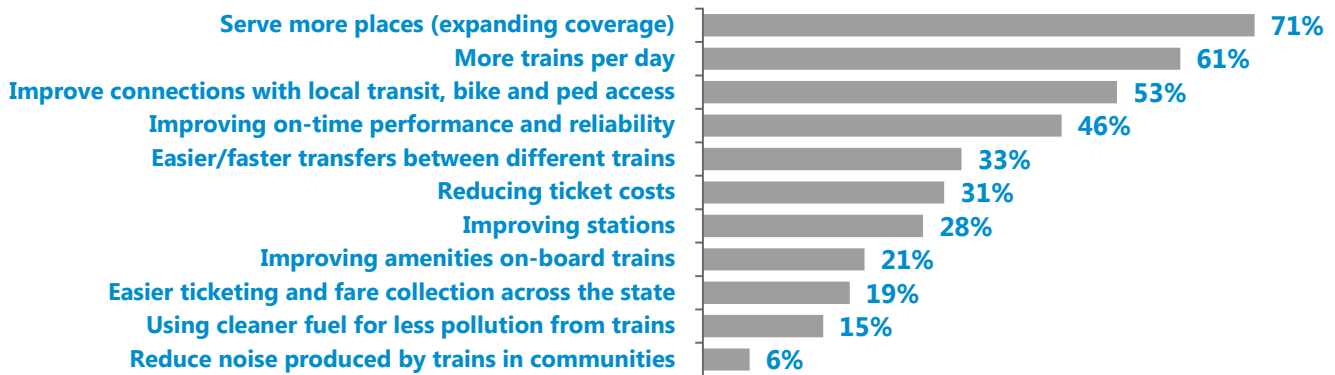 Serve more places (expanding coverage) 71%
More trains per day 61%
Improve connections with local transit, bike and ped access 53%
Improving on-time performance and reliability 46%
Easier/faster transfers between different trains 33%
Reducing ticket costs 31%
Improving stations 28%
Improving amenities on-board trains 21%
Easier ticketing and fare collection across the state 19%
Using cleaner fuel for less pollution from trains 15%
Reduce noise produced by trains in communities 6%